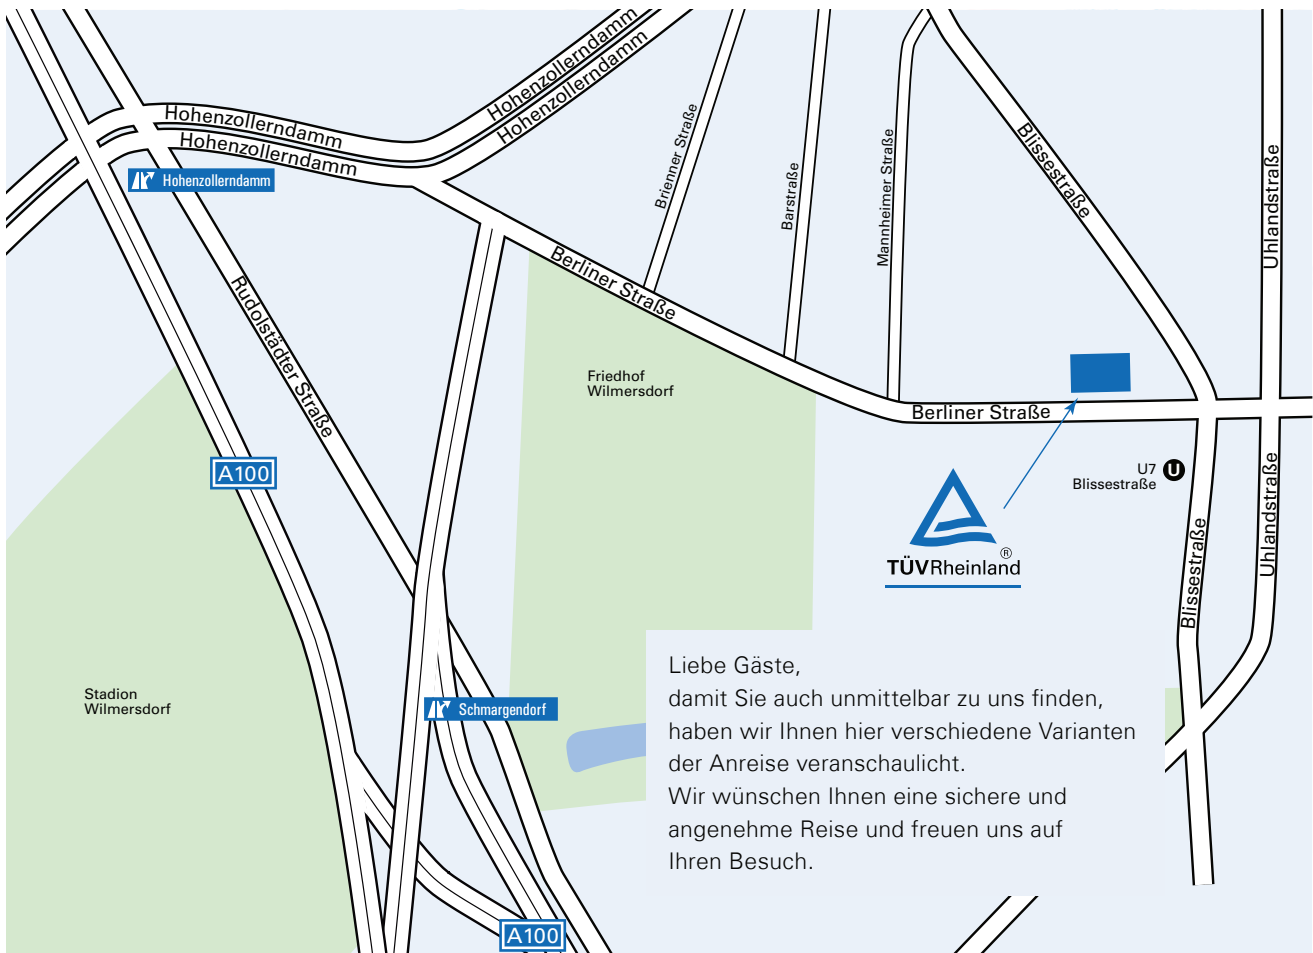 Hohenzollerndamm
Hohenzollerndamm
Hohenzollerndamm
Hohenzollerndamm
Hohenzollerndamm
Brienner Straße
Barstraße
Mannheimer Straße
Blissestraße
Uhlandstraße
Rudolstädter Straße
Berliner Straße
Friedhof
Wilmersdorf
Berliner Straße
A100
U7
Blissestraße
U
Uhlandstraße
Blissestraße
®
TÜVRheinland
Stadion
Wilmersdorf
Schmargendorf
A100
Liebe Gäste,
damit Sie auch unmittelbar zu uns finden,
haben wir Ihnen hier verschiedene Varianten
der Anreise veranschaulicht.
Wir wünschen Ihnen eine sichere und
angenehme Reise und freuen uns auf
Ihren Besuch.